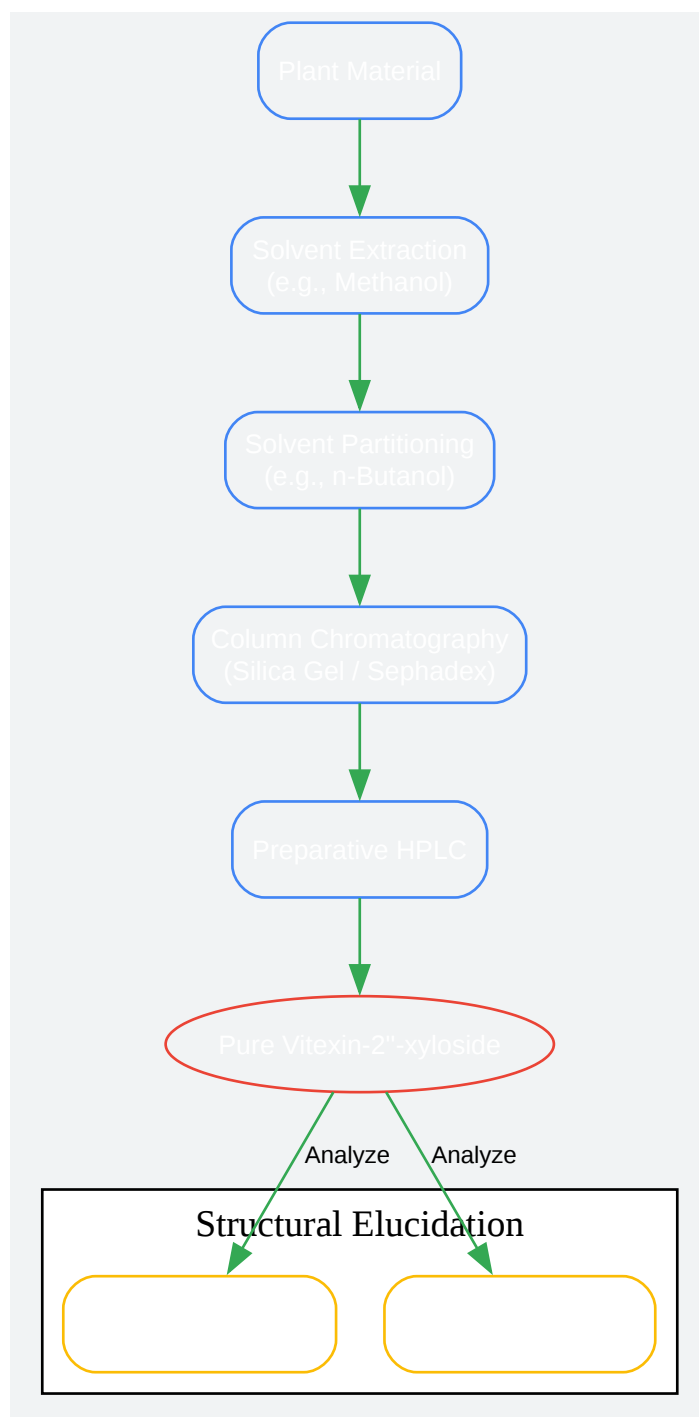 Plant Material
Solvent Extraction
(e.g., Methanol)
Solvent Partitioning
(e.g., n-Butanol)
Column Chromatography
(Silica Gel / Sephadex)
Preparative HPLC
Pure Vitexin-2''-xyloside
Analyze
Analyze
Structural Elucidation